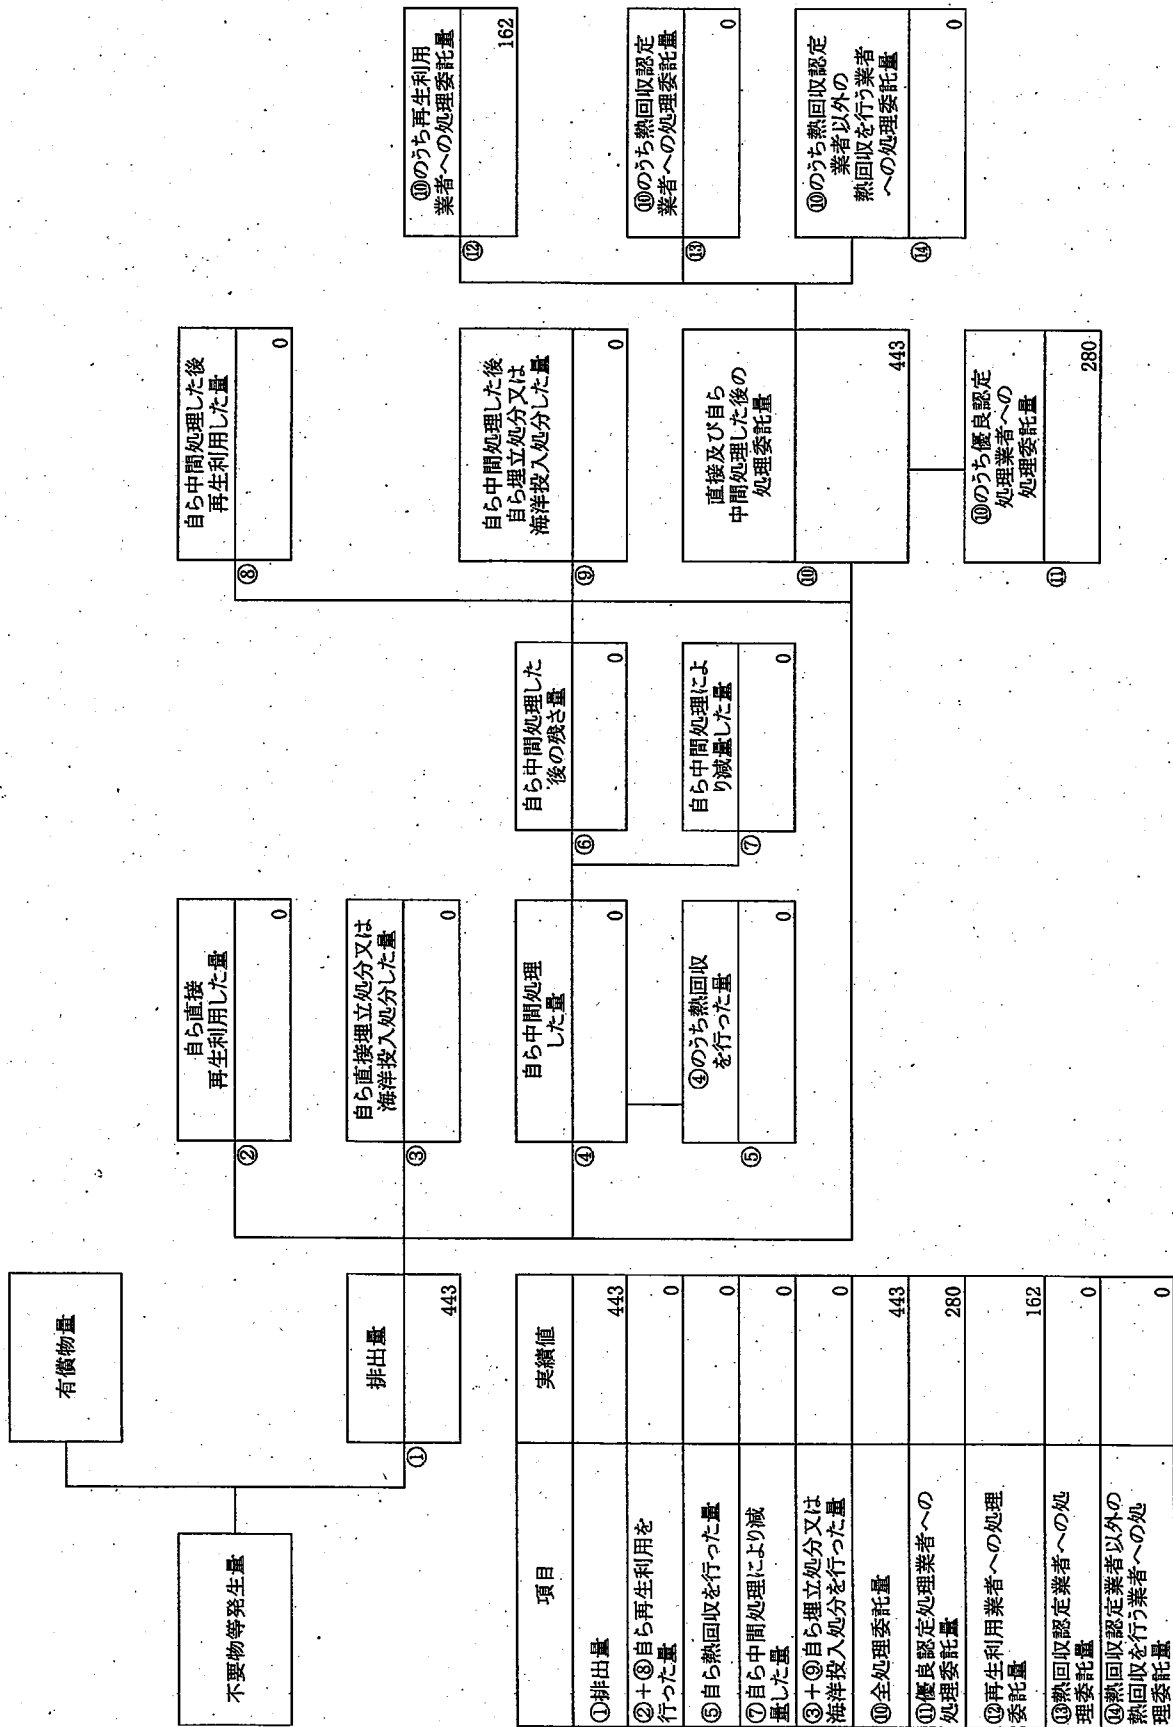 不要物等発生量
有償物量
排出量
①
443
自ら直接
再生利用した量
②
0
自ら直接埋立処分又は
海洋投入処分した量
③
0
自ら中間処理
した量
④
0
④のうち熱回収
を行った量
⑤
0
自ら中間処理した
後の残さ量
⑥
0
自ら中間処理によ
り減量した量
⑦
0
自ら中間処理した後
再生利用した量
⑧
0
自ら中間処理した後
自ら埋立処分又は
海洋投入処分した量
⑨
0
直接及び自ら
中間処理した後の
処理委託量
⑩
443
⑩のうち優良認定
処理業者への
処理委託量
⑪
280
⑩のうち再生利用
業者への処理委託量
⑫
162
⑩のうち熱回収認定
業者への処理委託量
⑬
0
⑩のうち熱回収認定
業者以外の
熱回収を行う業者
への処理委託量
⑭
0
項目 実績値
①排出量 443
②+⑧自ら再生利用を
行った量 0
⑤自ら熱回収を行った量 0
⑦自ら中間処理により減
量した量 0
③+⑨自ら埋立処分又は
海洋投入処分を行った量 0
⑩全処理委託量 443
⑪優良認定処理業者への
処理委託量 280
⑫再生利用業者への処理
委託量 162
⑬熱回収認定業者への処
理委託量 0
⑭熱回収認定業者以外の
熱回収を行う業者への処
理委託量 0